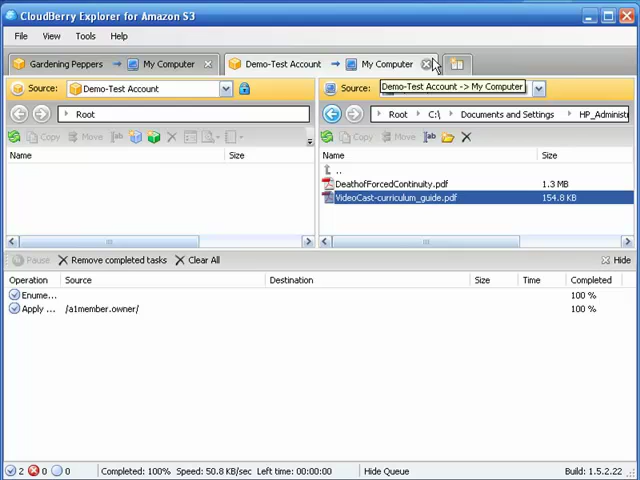 CloudBerry Explorer for Amazon S3
File View Tools Help
Gardening Peppers My Computer Demo-Test Account My Computer
Source: Demo-Test Account
Source: Demo-Test Account -> My Computer
Root
Root C:\ Documents and Settings HP_Administr
Copy Move
Copy Move
Name Size
Name Size
..
DeathofForcedContinuity.pdf 1.3 MB
VideoCast-curriculum_guide.pdf 154.8 KB
Pause Remove completed tasks Clear All Hide
Operation Source Destination Size Time Completed
Enume... 100 %
Apply ... /a1member.owner/ 100 %
2 0 0 Completed: 100% Speed: 50.8 KB/sec Left time: 00:00:00 Hide Queue Build: 1.5.2.22